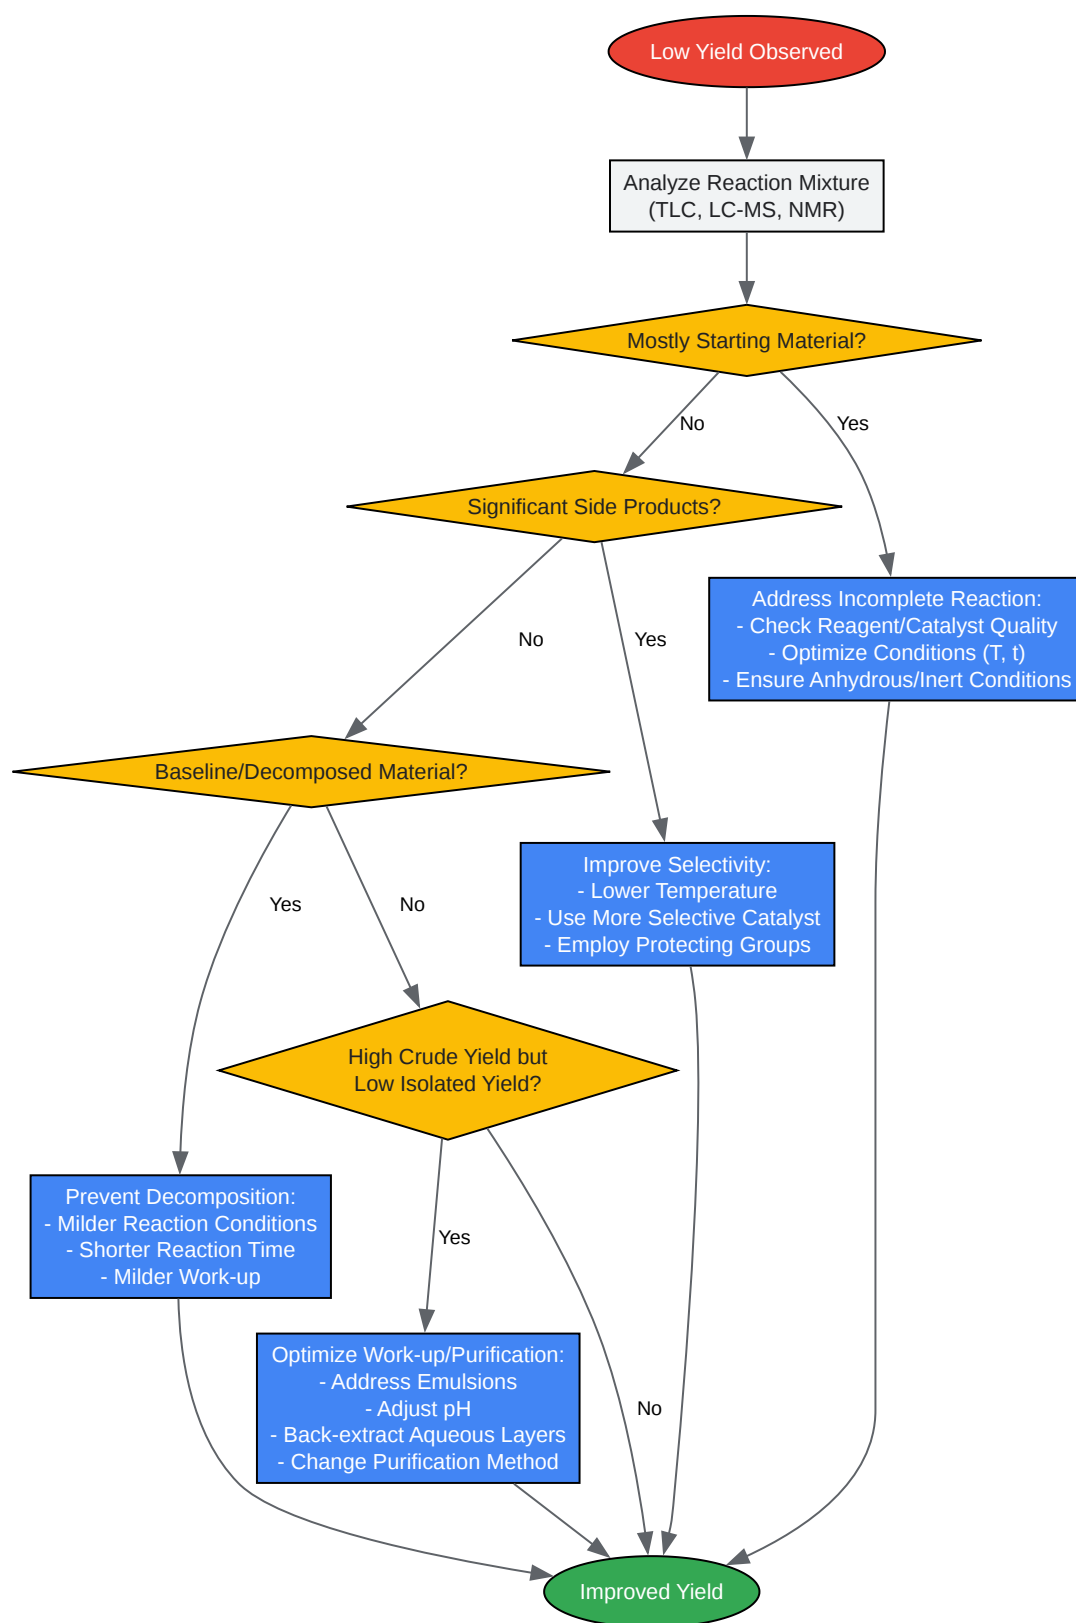 Low Yield Observed
Analyze Reaction Mixture
(TLC, LC-MS, NMR)
Mostly Starting Material?
No
Yes
Significant Side Products?
Address Incomplete Reaction:
- Check Reagent/Catalyst Quality
- Optimize Conditions (T, t)
- Ensure Anhydrous/Inert Conditions
No
Yes
Baseline/Decomposed Material?
Improve Selectivity:
- Lower Temperature
- Use More Selective Catalyst
- Employ Protecting Groups
Yes
No
High Crude Yield but
Low Isolated Yield?
Prevent Decomposition:
- Milder Reaction Conditions
- Shorter Reaction Time
- Milder Work-up
Yes
Optimize Work-up/Purification:
- Address Emulsions
- Adjust pH
- Back-extract Aqueous Layers
- Change Purification Method
No
Improved Yield